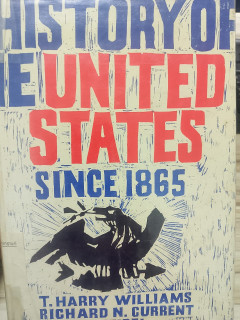 HISTORY OF
E UNITED
STATES
SINCE 1865
T. HARRY WILLIAMS
RICHARD N. CURRENT